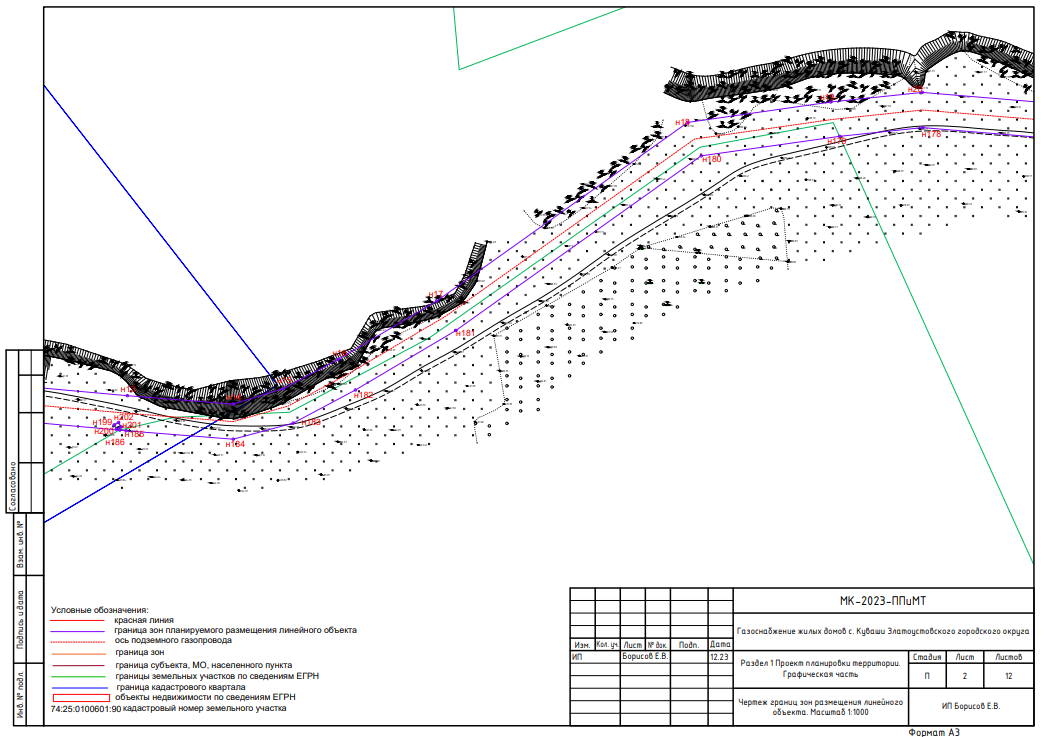 н20
н19
н18
н179
н178
н180
н17
н181
н182
н183
н184
н202
н199
н201
н200
н185
н186
Согласовано
Взам. инв. №
Подпись и дата
Инв. № подл.
Условные обозначения:
красная линия
граница зон планируемого размещения линейного объекта
ось подземного газопровода
граница зон
граница субъекта, МО, населенного пункта
границы земельных участков по сведениям ЕГРН
граница кадастрового квартала
объекты недвижимости по сведениям ЕГРН
74:25:0100601:90 кадастровый номер земельного участка
МК-2023-ППиМТ
Газоснабжение жилых домов с. Куваши Златоустовского городского округа
Изм. Кол. уч. Лист № док. Подп. Дата
ИП Борисов Е.В. 12.23
Раздел 1 Проект планировки территории.
Графическая часть
Стадия Лист Листов
П 2 12
Чертеж границ зон размещения линейного
объекта. Масштаб 1:1000
ИП Борисов Е.В.
Формат А3